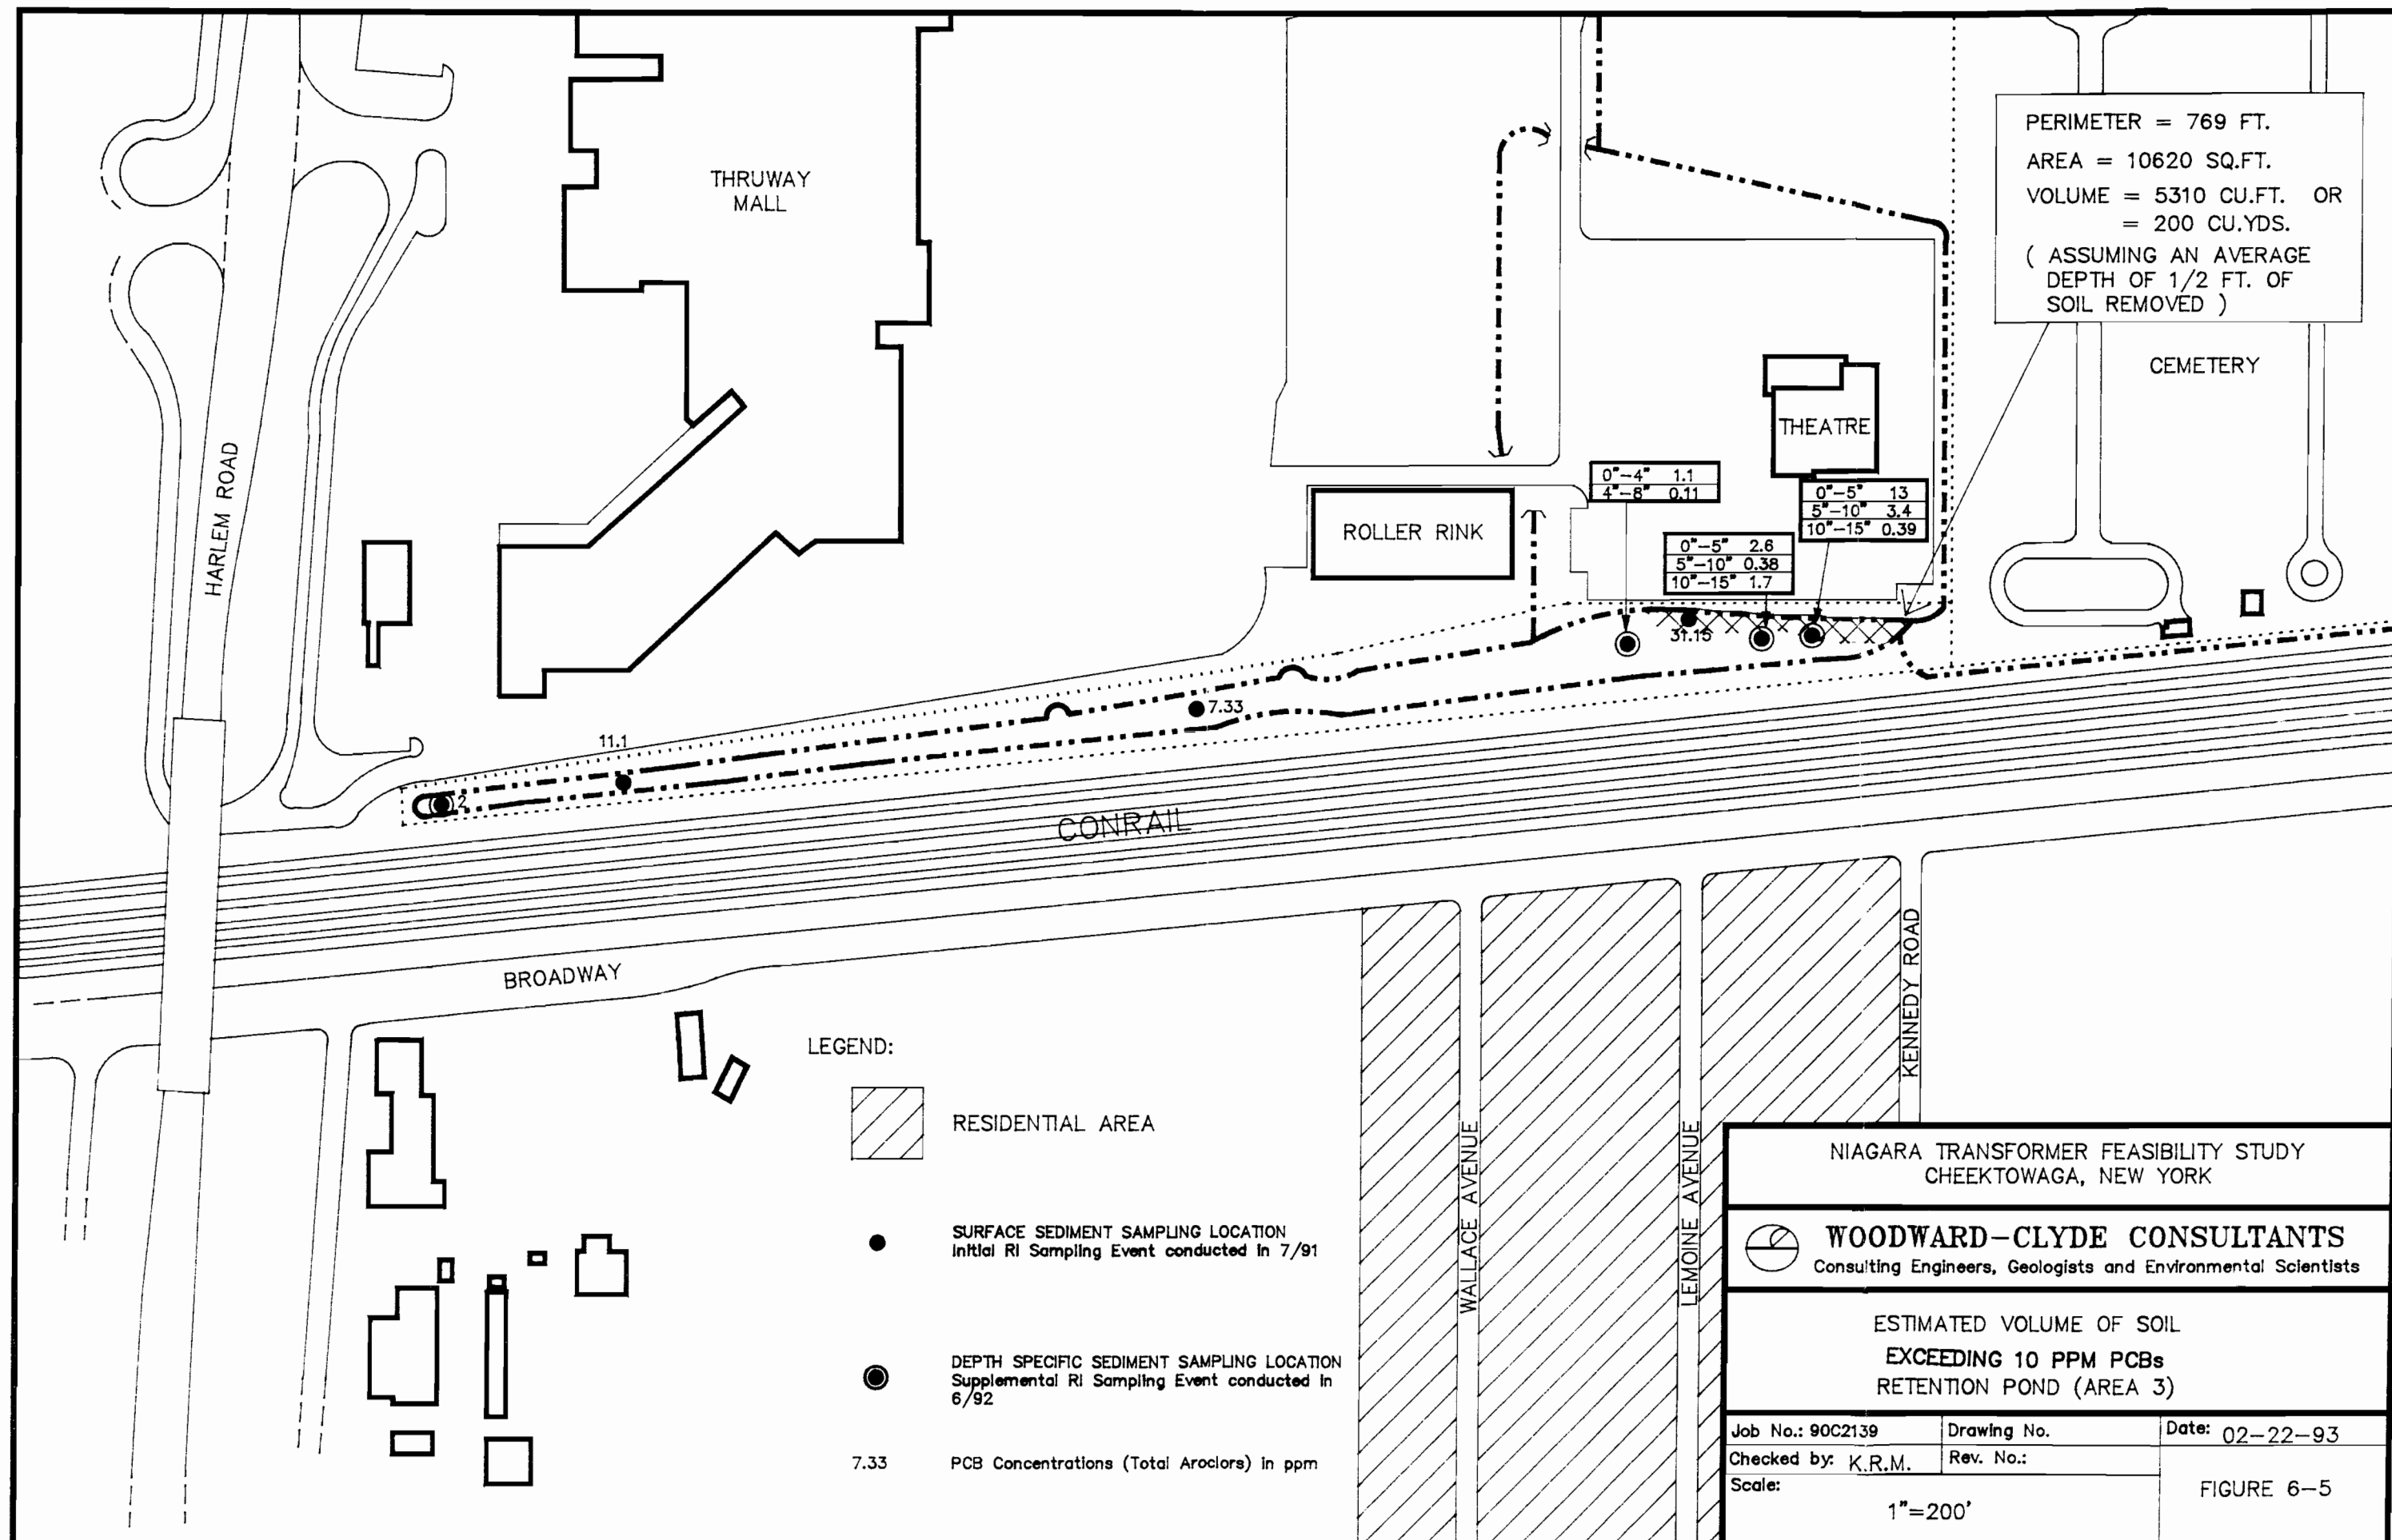 THRUWAY
MALL
PERIMETER = 769 FT.
AREA = 10620 SQ.FT.
VOLUME = 5310 CU.FT. OR
= 200 CU.YDS.
( ASSUMING AN AVERAGE
DEPTH OF 1/2 FT. OF
SOIL REMOVED )
CEMETERY
HARLEM ROAD
THEATRE
ROLLER RINK
0"-4" 1.1
4"-8" 0.11
0"-5" 13
5"-10" 3.4
10"-15" 0.39
0"-5" 2.6
5"-10" 0.38
10"-15" 1.7
31.15
7.33
11.1
2
CONRAIL
BROADWAY
KENNEDY ROAD
WALLACE AVENUE
LEMOINE AVENUE
LEGEND:
RESIDENTIAL AREA
SURFACE SEDIMENT SAMPLING LOCATION
Initial RI Sampling Event conducted in 7/91
DEPTH SPECIFIC SEDIMENT SAMPLING LOCATION
Supplemental RI Sampling Event conducted in
6/92
7.33 PCB Concentrations (Total Aroclors) in ppm
NIAGARA TRANSFORMER FEASIBILITY STUDY
CHEEKTOWAGA, NEW YORK
WOODWARD-CLYDE CONSULTANTS
Consulting Engineers, Geologists and Environmental Scientists
ESTIMATED VOLUME OF SOIL
EXCEEDING 10 PPM PCBs
RETENTION POND (AREA 3)
Job No.: 90C2139 Drawing No. Date: 02-22-93
Checked by: K.R.M. Rev. No.:
Scale:
1"=200'
FIGURE 6-5